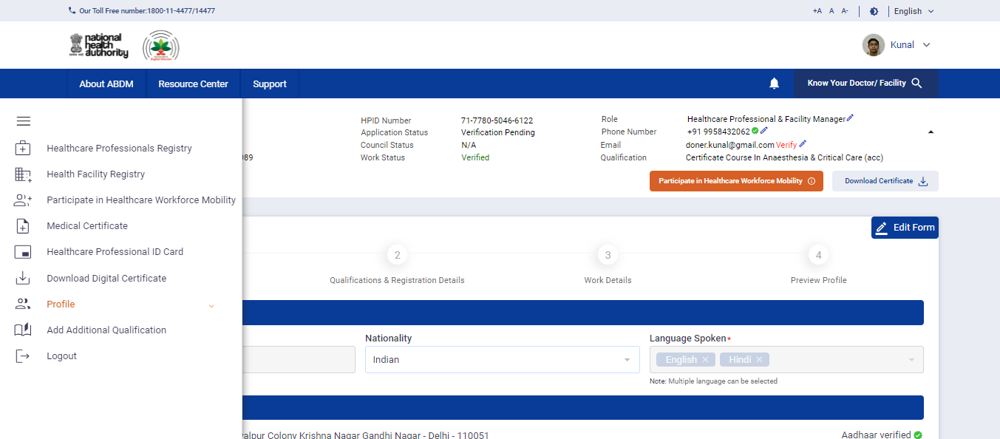 Our Toll Free number:1800-11-4477/14477
+A A A- English
national
health
authority
Kunal
About ABDM Resource Center Support Know Your Doctor/ Facility
HPID Number 71-7780-5046-6122
Application Status Verification Pending
Council Status N/A
Work Status Verified
Role Healthcare Professional & Facility Manager
Phone Number +91 9958432062
Email doner.kunal@gmail.com Verify
Qualification Certificate Course In Anaesthesia & Critical Care (acc)
989
Participate in Healthcare Workforce Mobility Download Certificate
Healthcare Professionals Registry
Health Facility Registry
Participate in Healthcare Workforce Mobility
Medical Certificate
Healthcare Professional ID Card
Download Digital Certificate
Profile
Add Additional Qualification
Logout
Edit Form
2 3 4
Qualifications & Registration Details Work Details Preview Profile
Nationality Language Spoken*
Indian English × Hindi ×
Note: Multiple language can be selected
valpur Colony Krishna Nagar Gandhi Nagar - Delhi - 110051 Aadhaar verified